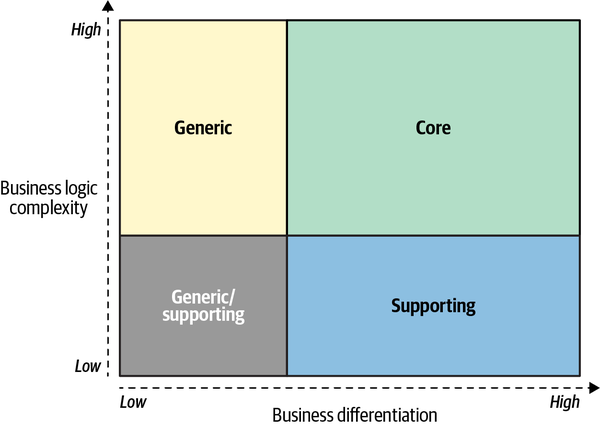 High
Generic
Core
Business logic
complexity
Generic/
supporting
Supporting
Low
Low
High
Business differentiation